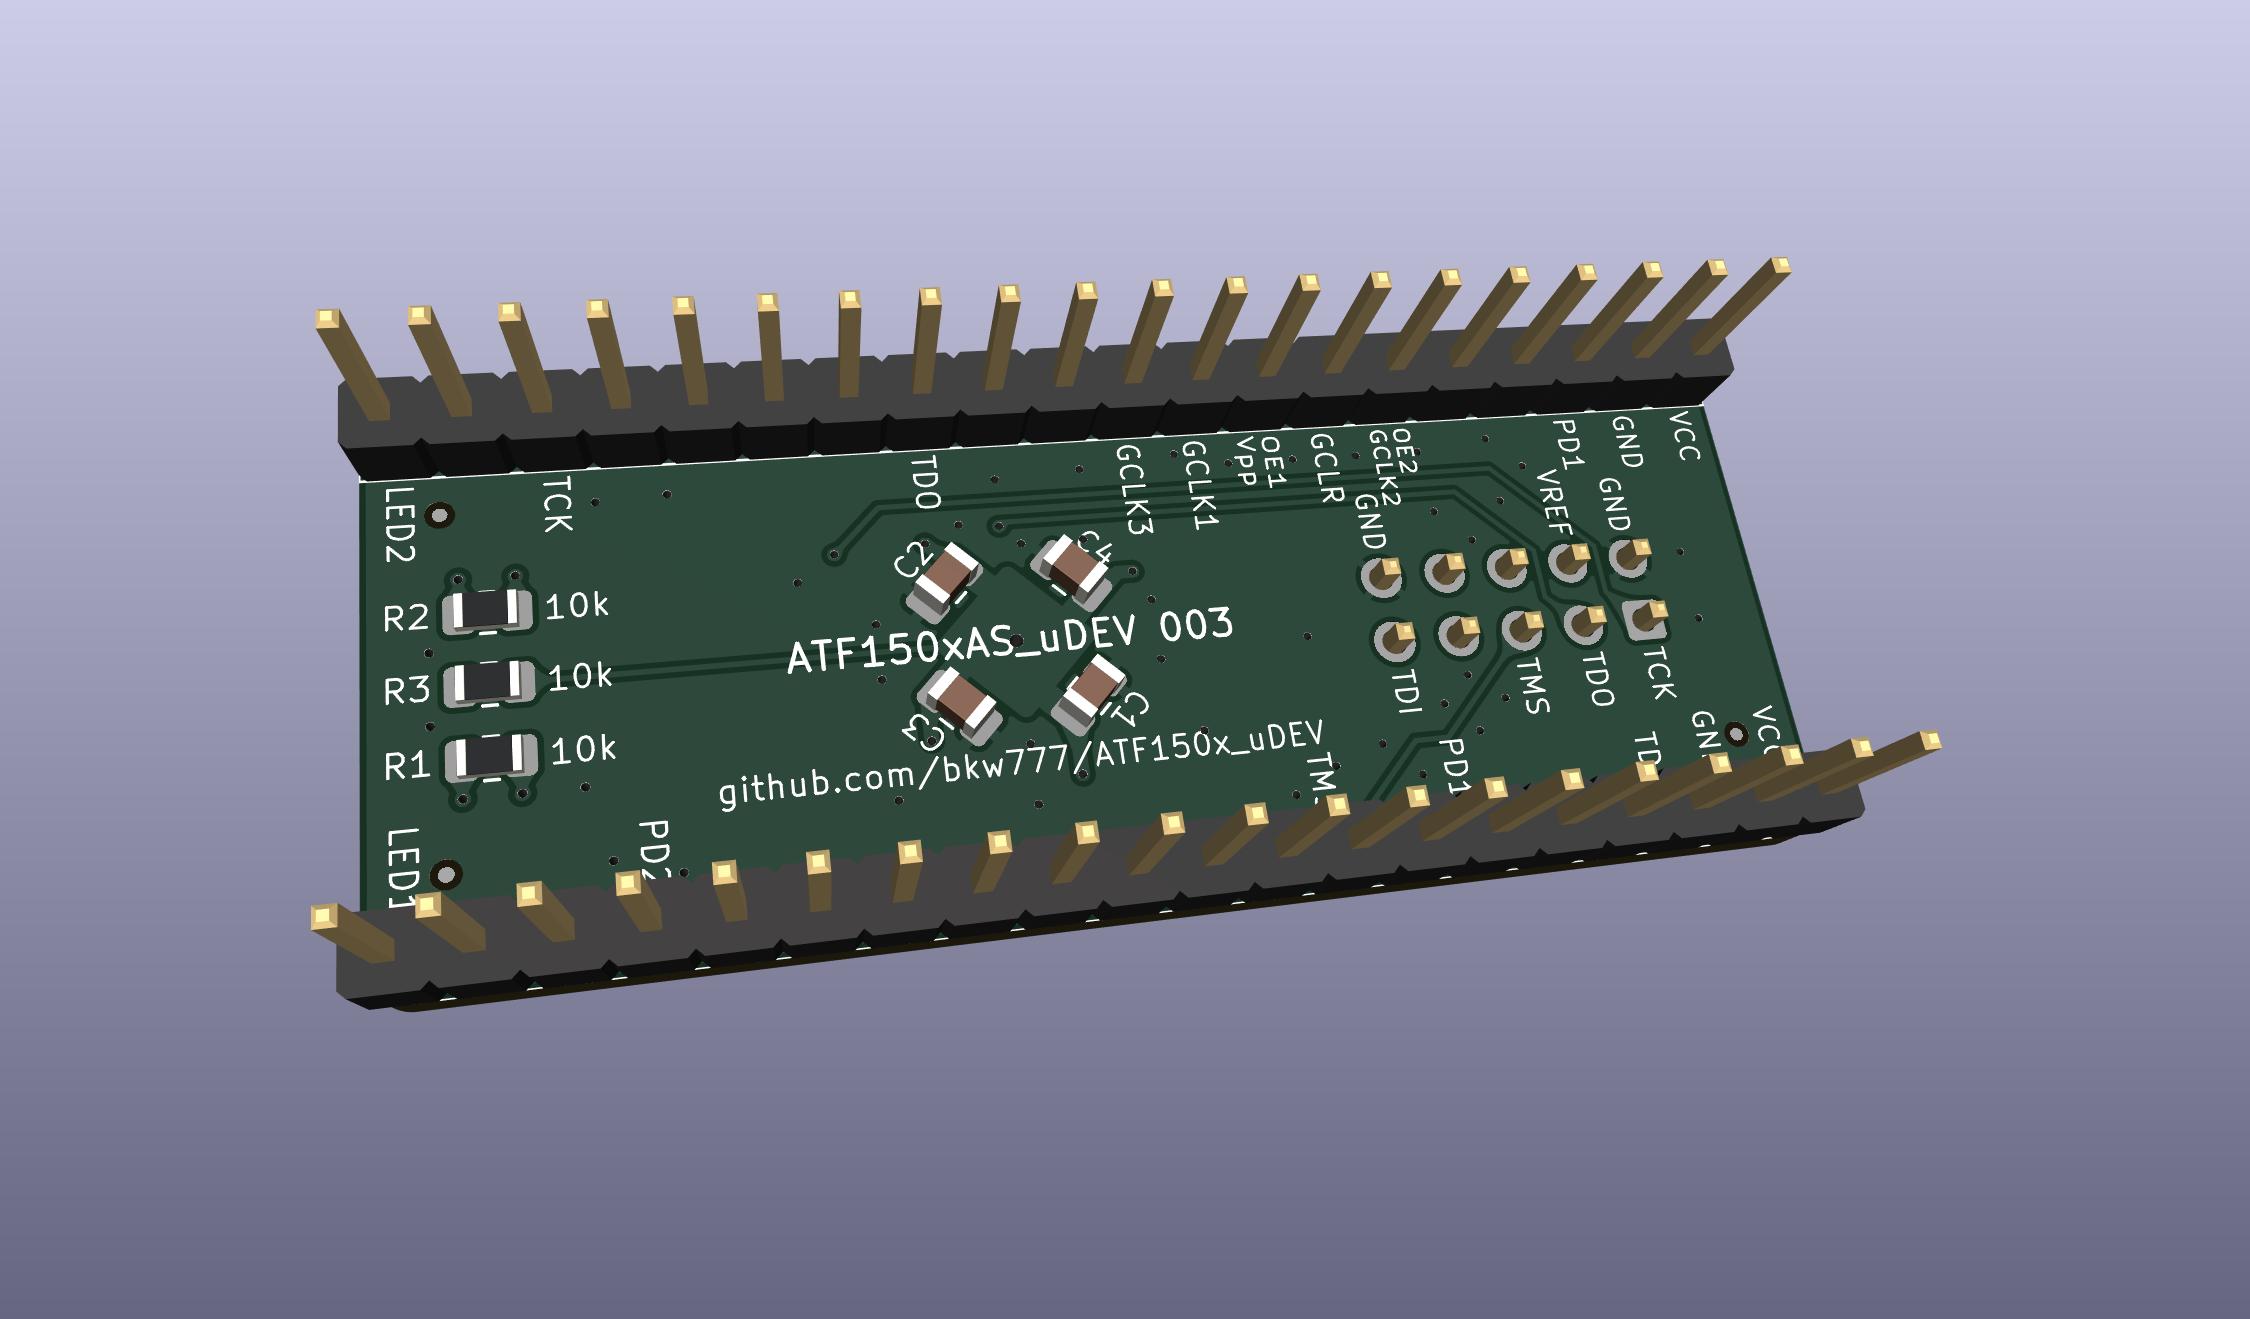 VCC
GND
PD1
OE2
GCLK2
GCLR
OE1
VPP
GCLK1
GCLK3
TDO
TCK
LED2
GND
VREF
GND
C2
C4
R2 10k
ATF150xAS_uDEV 003
R3 10k
TDI
TMS
TDO
TCK
C3
C1
R1 10k
github.com/bkw777/ATF150x_uDEV
PD1
LED1